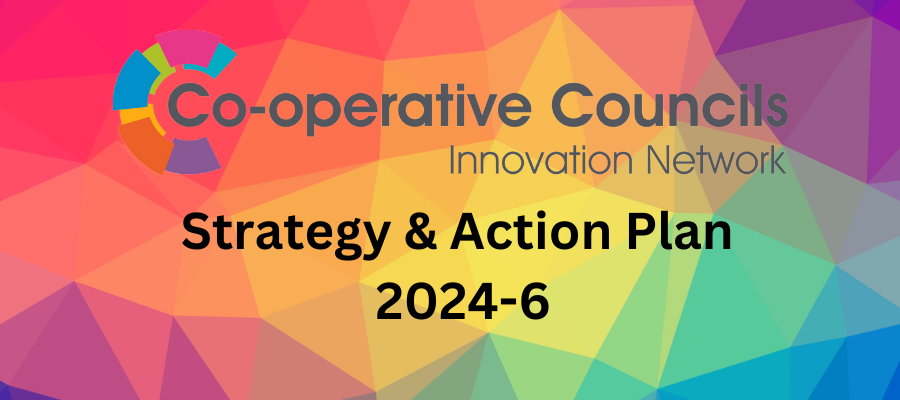 Co-operative Councils
Innovation Network
Strategy & Action Plan
2024-6